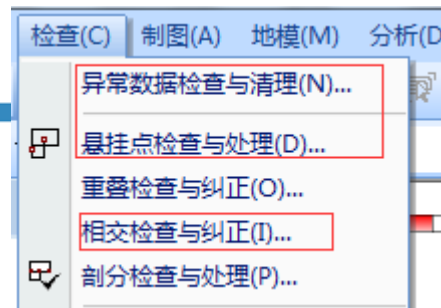 检查(C) 制图(A) 地模(M) 分析(D
异常数据检查与清理(N)...
悬挂点检查与处理(D)...
重叠检查与纠正(O)...
相交检查与纠正(I)...
剖分检查与处理(P)...